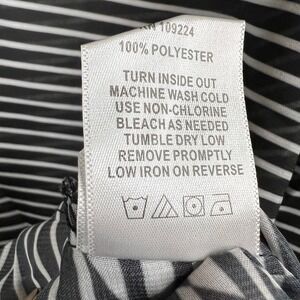 RN 109224
100% POLYESTER
TURN INSIDE OUT
MACHINE WASH COLD
USE NON-CHLORINE
BLEACH AS NEEDED
TUMBLE DRY LOW
REMOVE PROMPTLY
LOW IRON ON REVERSE